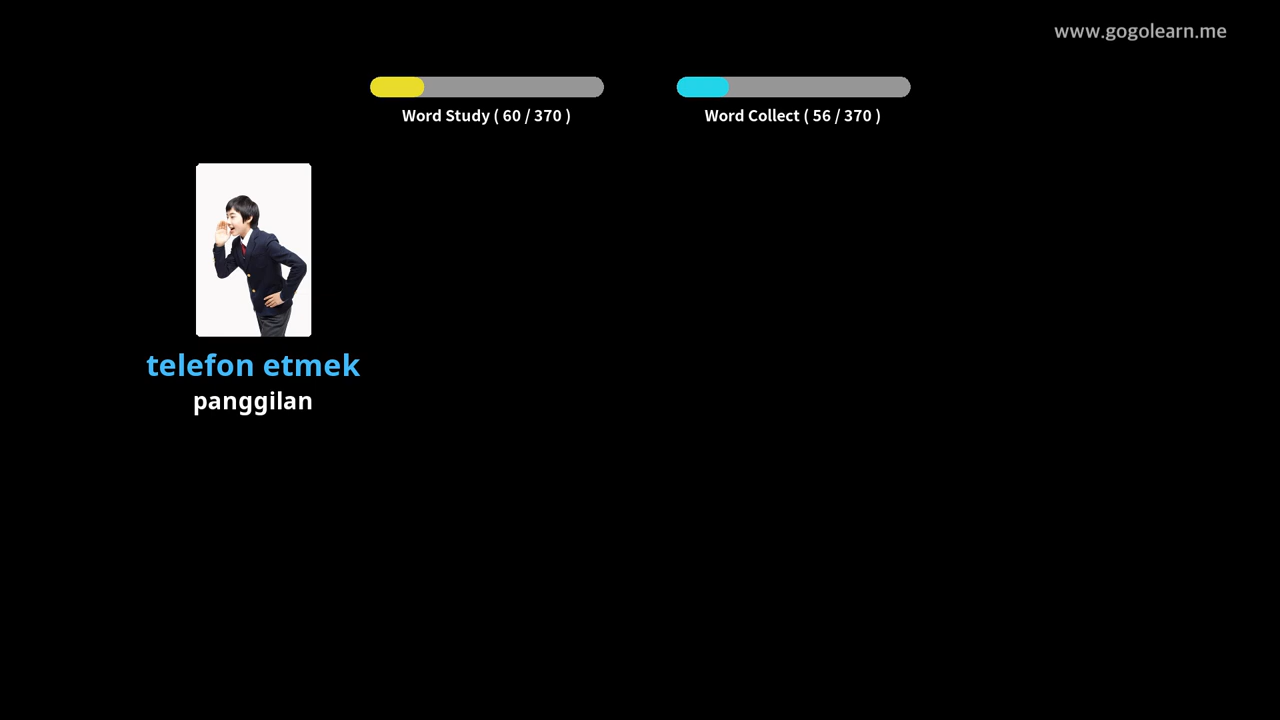 www.gogolearn.me
Word Study ( 60 / 370 )
Word Collect ( 56 / 370 )
telefon etmek
panggilan